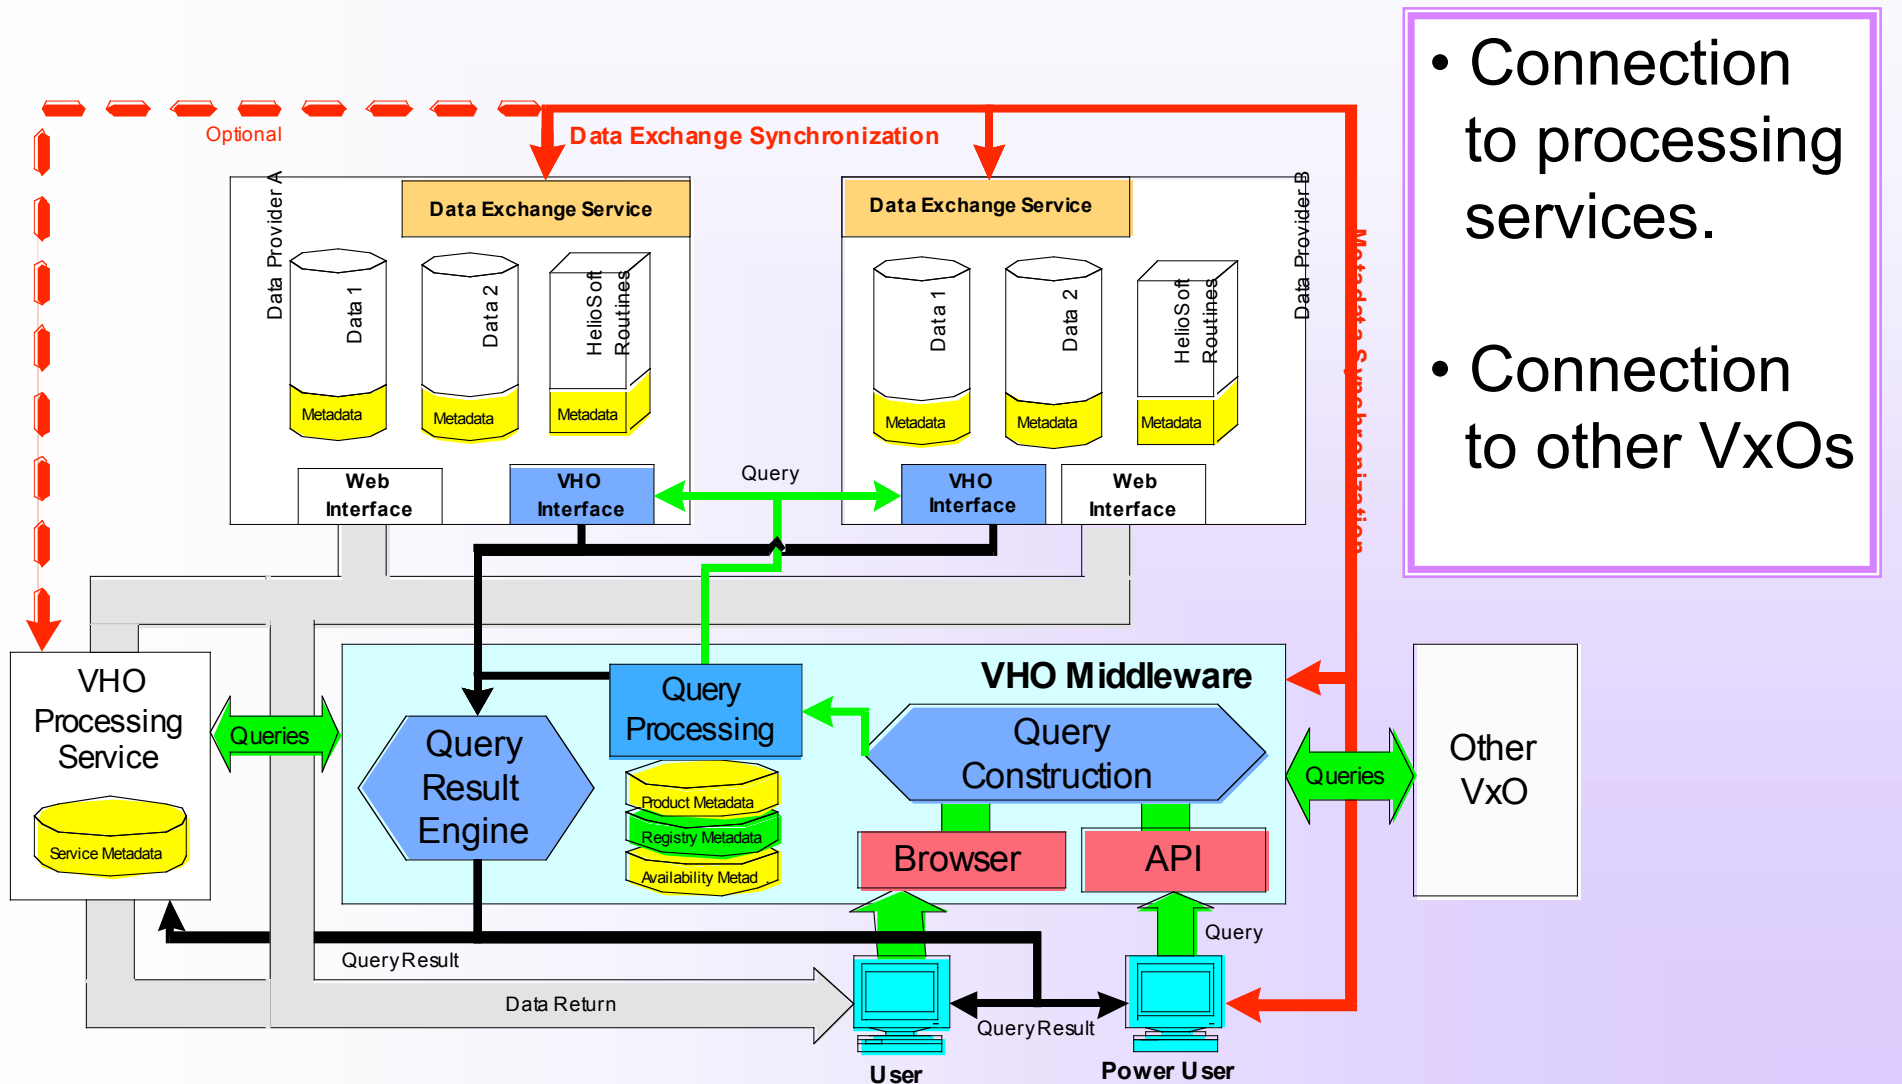 • Connection
to processing
services.
• Connection
to other VxOs
Optional
Data Exchange Synchronization
Data Provider A
Data Exchange Service
Data 1
Data 2
HelioSoft
Routines
Metadata
Metadata
Metadata
Web
Interface
VHO
Interface
Query
Data Provider B
Data Exchange Service
Data 1
Data 2
HelioSoft
Routines
Metadata
Metadata
Metadata
VHO
Interface
Web
Interface
Metadata Synchronization
VHO
Processing
Service
Service Metadata
Queries
VHO Middleware
Query
Result
Engine
Query
Processing
Product Metadata
Registry Metadata
Availability Metad .
Query
Construction
Browser
API
Queries
Other
VxO
Query
QueryResult
Data Return
QueryResult
User
Power User